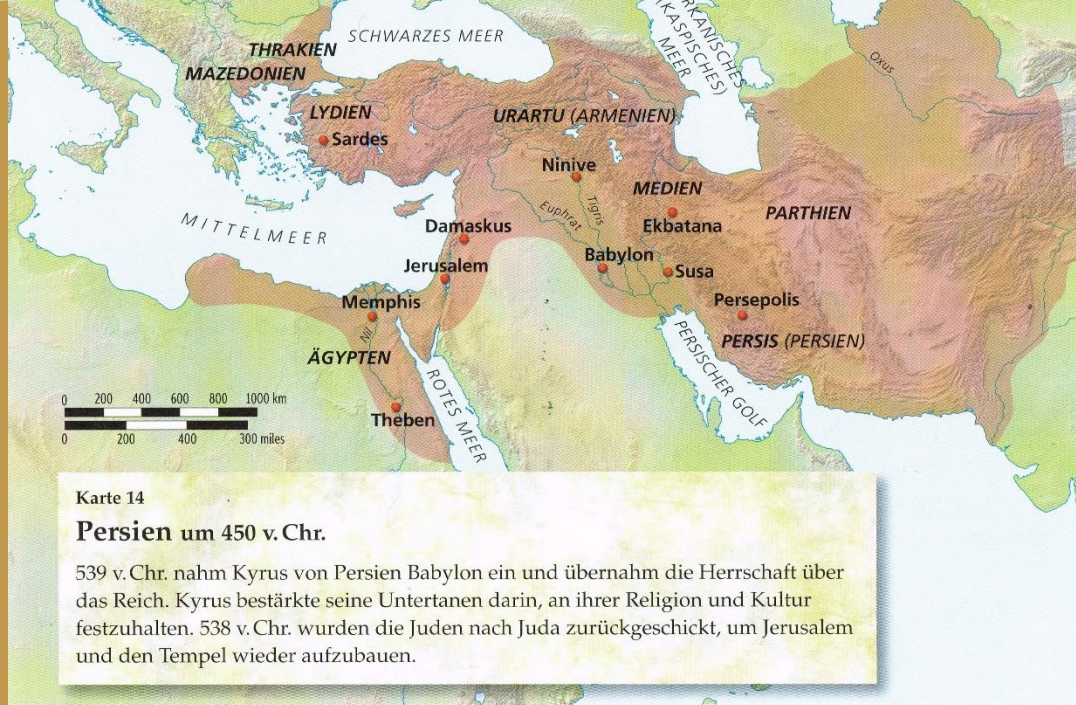 SCHWARZES MEER
THRAKIEN
MAZEDONIEN
LYDIEN
Sardes
URARTU (ARMENIEN)
KASPISCHES)
MEER
Oxus
Ninive
MEDIEN
Ekbatana
PARTHIEN
MITTELMEER
Euphrat
Tigris
Damaskus
Jerusalem
Babylon
Susa
Memphis
Nil
Persepolis
PERSIS (PERSIEN)
ÄGYPTEN
ROTES MEER
PERSISCHER GOLF
Theben
0 200 400 600 800 1000 km
0 200 400 300 miles
Karte 14
Persien um 450 v. Chr.
539 v. Chr. nahm Kyrus von Persien Babylon ein und übernahm die Herrschaft über
das Reich. Kyrus bestärkte seine Untertanen darin, an ihrer Religion und Kultur
festzuhalten. 538 v. Chr. wurden die Juden nach Juda zurückgeschickt, um Jerusalem
und den Tempel wieder aufzubauen.